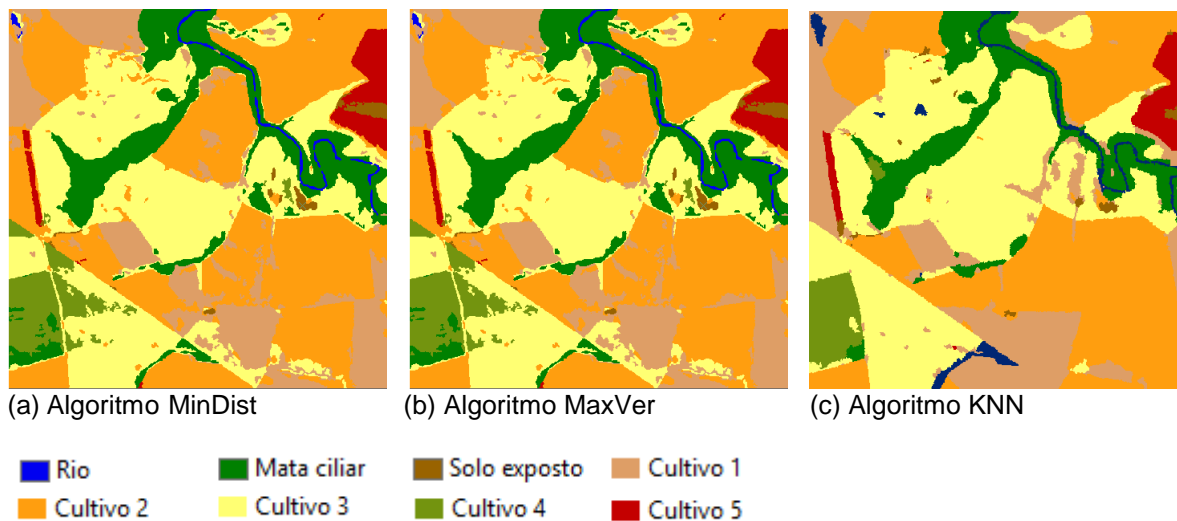 (a) Algoritmo MinDist
(b) Algoritmo MaxVer
(c) Algoritmo KNN
Rio
Mata ciliar
Solo exposto
Cultivo 1
Cultivo 2
Cultivo 3
Cultivo 4
Cultivo 5